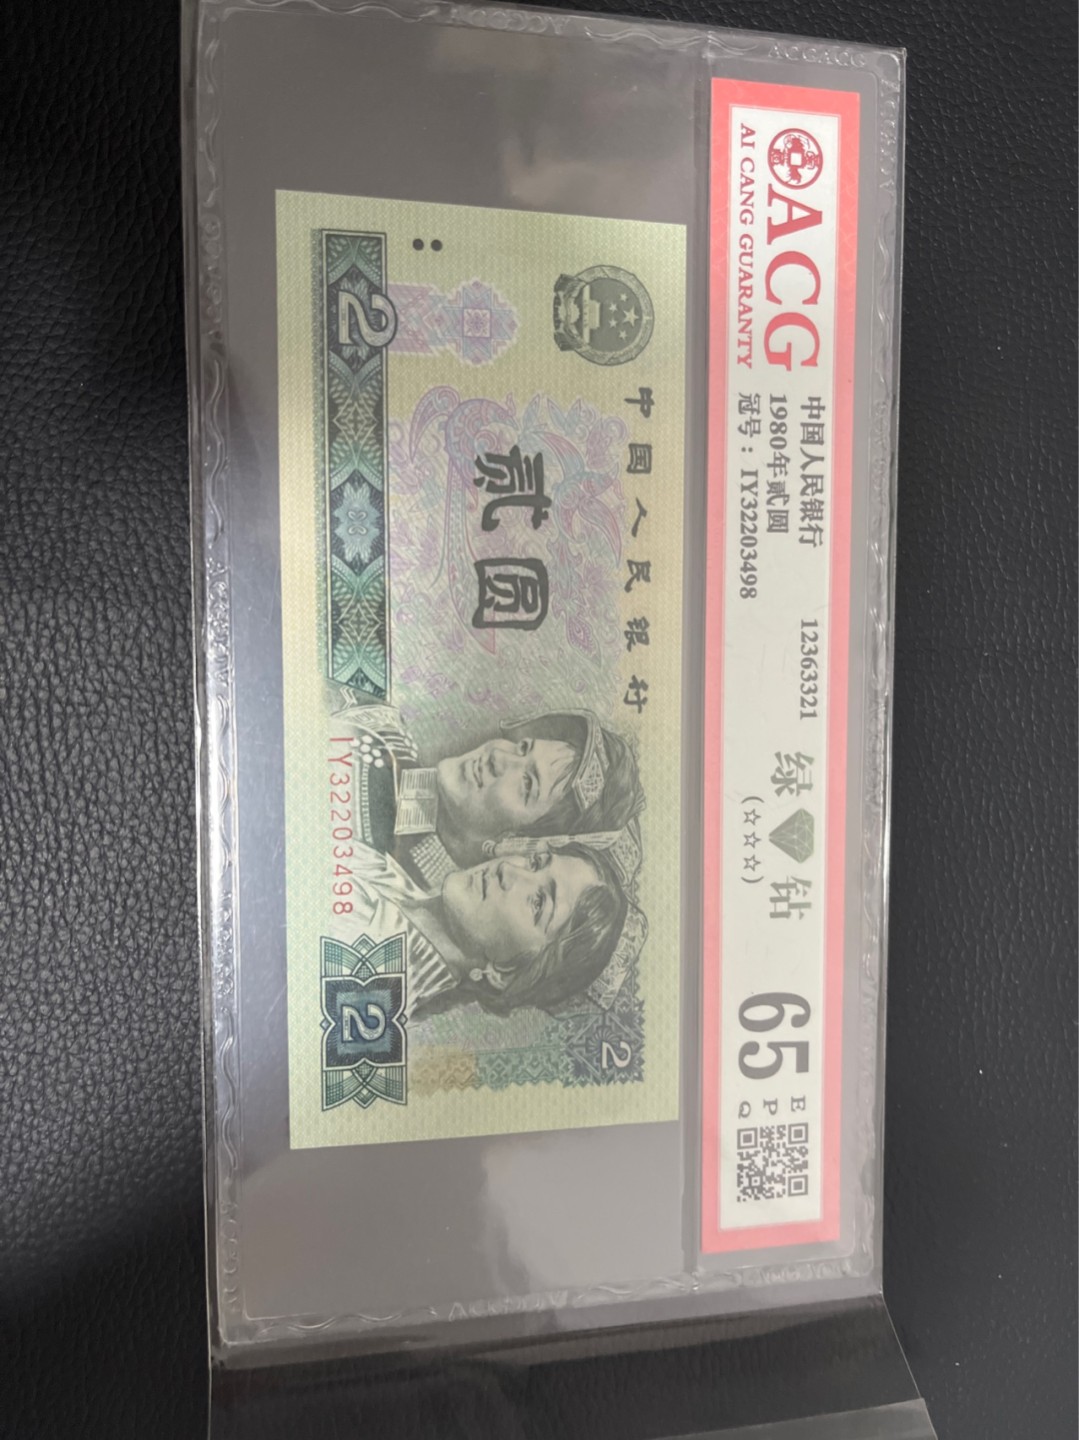 ACGACG
ACG
AI CANG GUARANTY
中国人民银行
1980年贰圆
冠号：IY32203498
12363321
绿钻
(☆☆☆)
65
E
P
Q
中国人民银行
贰圆
2
2
2
IY32203498